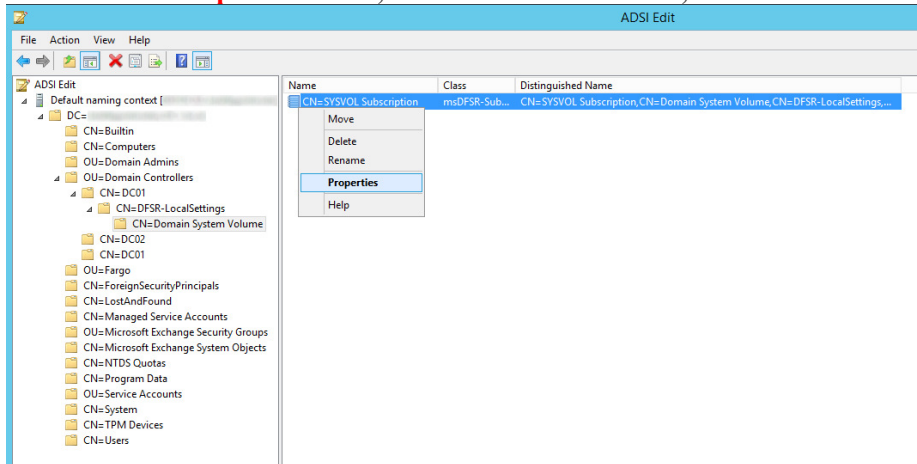 ADSI Edit
File Action View Help
ADSI Edit
Default naming context [
DC=
CN=Builtin
CN=Computers
OU=Domain Admins
OU=Domain Controllers
CN=DC01
CN=DFSR-LocalSettings
CN=Domain System Volume
CN=DC02
CN=DC01
OU=Fargo
CN=ForeignSecurityPrincipals
CN=LostAndFound
CN=Managed Service Accounts
OU=Microsoft Exchange Security Groups
CN=Microsoft Exchange System Objects
CN=NTDS Quotas
CN=Program Data
OU=Service Accounts
CN=System
CN=TPM Devices
CN=Users
Name Class Distinguished Name
CN=SYSVOL Subscription msDFSR-Sub... CN=SYSVOL Subscription,CN=Domain System Volume,CN=DFSR-LocalSettings,...
Move
Delete
Rename
Properties
Help